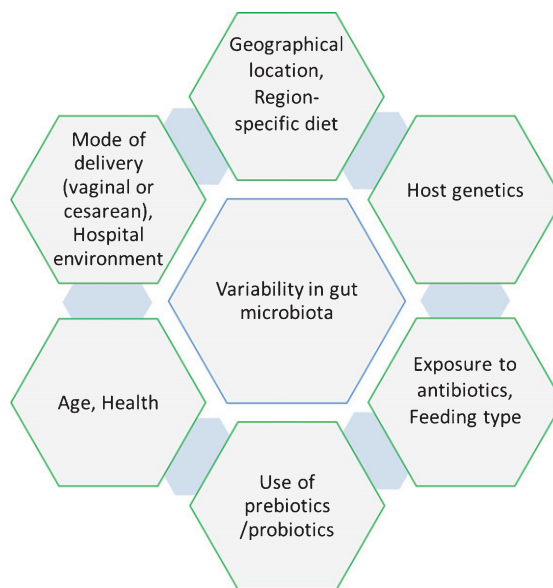 Geographical
location,
Region-
specific diet
Mode of
delivery
(vaginal or
cesarean),
Hospital
environment
Host genetics
Variability in gut
microbiota
Age, Health
Exposure to
antibiotics,
Feeding type
Use of
prebiotics
/probiotics